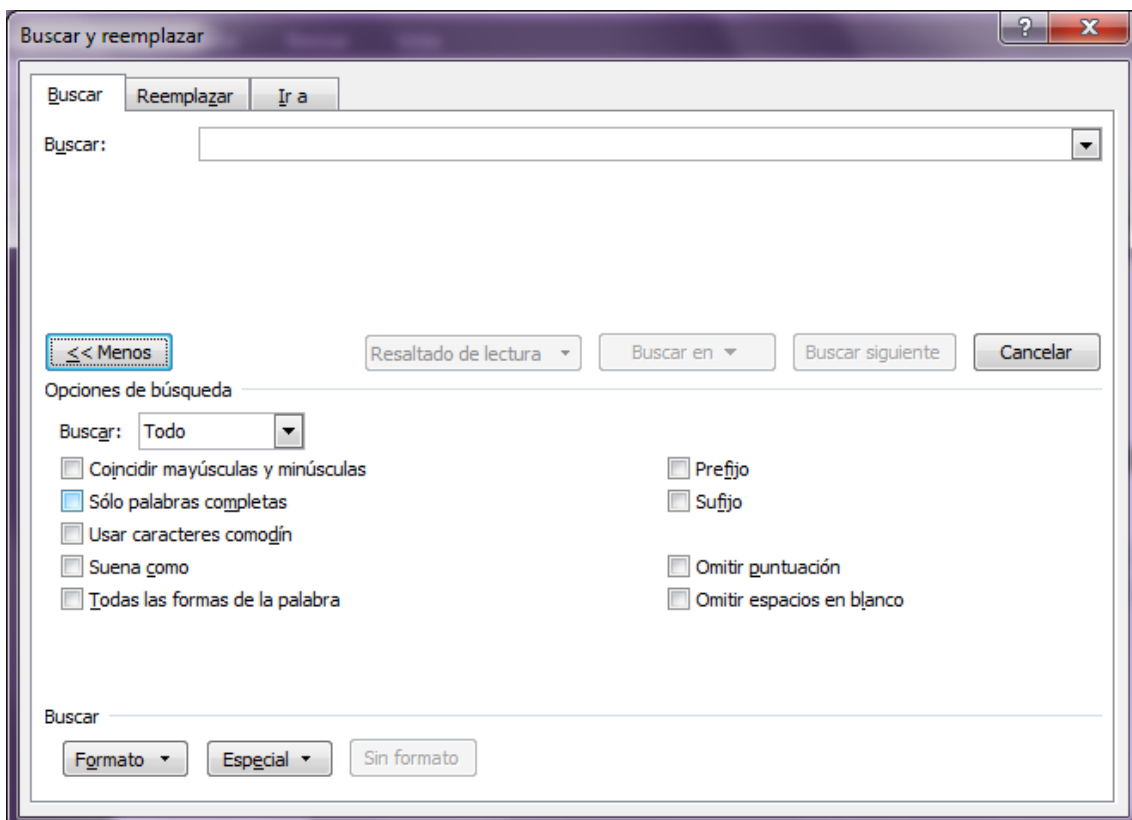 Buscar y reemplazar
Buscar Reemplazar Ir a
Buscar:
<< Menos Resaltado de lectura Buscar en Buscar siguiente Cancelar
Opciones de búsqueda
Buscar: Todo
Coincidir mayúsculas y minúsculas Prefijo
Sólo palabras completas Sufijo
Usar caracteres comodín
Suena como Omitir puntuación
Todas las formas de la palabra Omitir espacios en blanco
Buscar
Formato Especial Sin formato